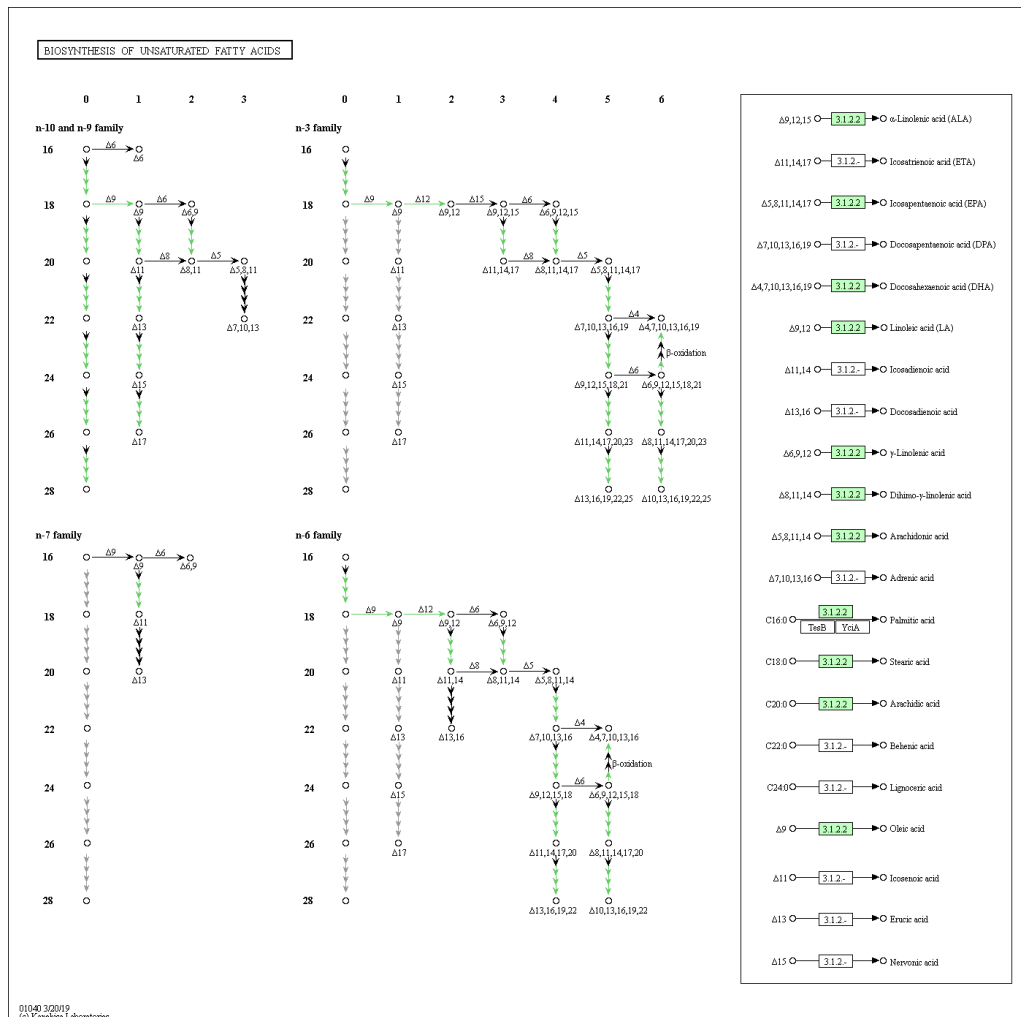 BIOSYNTHESIS OF UNSATURATED FATTY ACIDS
0 1 2 3
n-10 and n-9 family
16 Δ6
Δ6
Δ9 Δ6
18 Δ9 Δ6,9
Δ8 Δ5
20 Δ11 Δ8,11 Δ5,8,11
22 Δ13 Δ7,10,13
24 Δ15
26 Δ17
28
0 1 2 3 4 5 6
n-3 family
16
Δ9 Δ12 Δ15 Δ6
18 Δ9 Δ9,12 Δ9,12,15 Δ6,9,12,15
Δ8 Δ5
20 Δ11 Δ11,14,17 Δ8,11,14,17 Δ5,8,11,14,17
Δ4
22 Δ13 Δ7,10,13,16,19 Δ4,7,10,13,16,19
β-oxidation
Δ6
24 Δ15 Δ9,12,15,18,21 Δ6,9,12,15,18,21
26 Δ17 Δ11,14,17,20,23 Δ8,11,14,17,20,23
28 Δ13,16,19,22,25 Δ10,13,16,19,22,25
n-7 family
Δ9 Δ6
16 Δ9 Δ6,9
18 Δ11
20 Δ13
22
24
26
28
n-6 family
16
Δ9 Δ12 Δ6
18 Δ9 Δ9,12 Δ6,9,12
Δ8 Δ5
20 Δ11 Δ11,14 Δ8,11,14 Δ5,8,11,14
Δ4
22 Δ13 Δ13,16 Δ7,10,13,16 Δ4,7,10,13,16
β-oxidation
Δ6
24 Δ15 Δ9,12,15,18 Δ6,9,12,15,18
26 Δ17 Δ11,14,17,20 Δ8,11,14,17,20
28 Δ13,16,19,22 Δ10,13,16,19,22
Δ9,12,15 3.1.2.2 α-Linolenic acid (ALA)
Δ11,14,17 3.1.2.- Icosatrienoic acid (ETA)
Δ5,8,11,14,17 3.1.2.2 Icosapentaenoic acid (EPA)
Δ7,10,13,16,19 3.1.2.- Docosapentaenoic acid (DPA)
Δ4,7,10,13,16,19 3.1.2.2 Docosahexaenoic acid (DHA)
Δ9,12 3.1.2.2 Linoleic acid (LA)
Δ11,14 3.1.2.- Icosadienoic acid
Δ13,16 3.1.2.- Docosadienoic acid
Δ6,9,12 3.1.2.2 γ-Linolenic acid
Δ8,11,14 3.1.2.2 Dihimo-γ-linolenic acid
Δ5,8,11,14 3.1.2.2 Arachidonic acid
Δ7,10,13,16 3.1.2.- Adrenic acid
3.1.2.2
C16:0 Palmitic acid
TesB YciA
C18:0 3.1.2.2 Stearic acid
C20:0 3.1.2.2 Arachidic acid
C22:0 3.1.2.- Behenic acid
C24:0 3.1.2.- Lignoceric acid
Δ9 3.1.2.2 Oleic acid
Δ11 3.1.2.- Icosenoic acid
Δ13 3.1.2.- Erucic acid
Δ15 3.1.2.- Nervonic acid
01040 3/20/19
(c) Kanehisa Laboratories